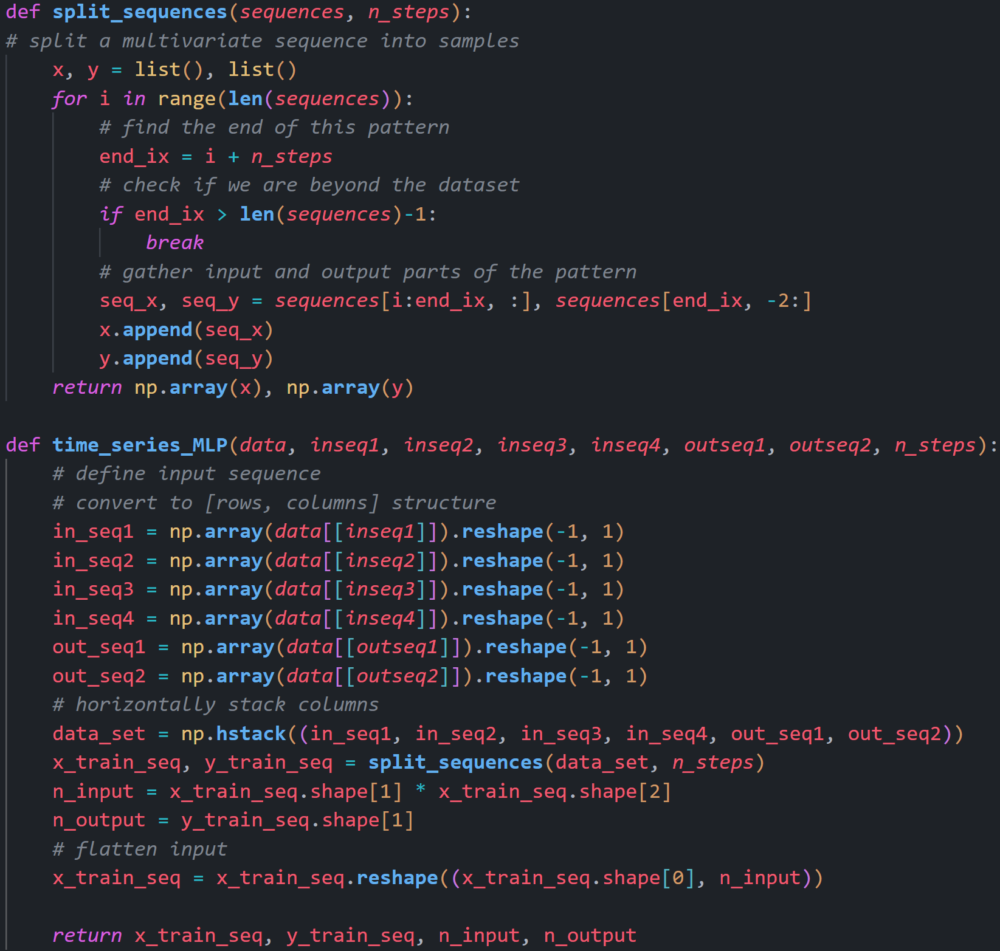 def split_sequences(sequences, n_steps):
# split a multivariate sequence into samples
    x, y = list(), list()
    for i in range(len(sequences)):
        # find the end of this pattern
        end_ix = i + n_steps
        # check if we are beyond the dataset
        if end_ix > len(sequences)-1:
            break
        # gather input and output parts of the pattern
        seq_x, seq_y = sequences[i:end_ix, :], sequences[end_ix, -2:]
        x.append(seq_x)
        y.append(seq_y)
    return np.array(x), np.array(y)

def time_series_MLP(data, inseq1, inseq2, inseq3, inseq4, outseq1, outseq2, n_steps):
    # define input sequence
    # convert to [rows, columns] structure
    in_seq1 = np.array(data[[inseq1]]).reshape(-1, 1)
    in_seq2 = np.array(data[[inseq2]]).reshape(-1, 1)
    in_seq3 = np.array(data[[inseq3]]).reshape(-1, 1)
    in_seq4 = np.array(data[[inseq4]]).reshape(-1, 1)
    out_seq1 = np.array(data[[outseq1]]).reshape(-1, 1)
    out_seq2 = np.array(data[[outseq2]]).reshape(-1, 1)
    # horizontally stack columns
    data_set = np.hstack((in_seq1, in_seq2, in_seq3, in_seq4, out_seq1, out_seq2))
    x_train_seq, y_train_seq = split_sequences(data_set, n_steps)
    n_input = x_train_seq.shape[1] * x_train_seq.shape[2]
    n_output = y_train_seq.shape[1]
    # flatten input
    x_train_seq = x_train_seq.reshape((x_train_seq.shape[0], n_input))

    return x_train_seq, y_train_seq, n_input, n_output